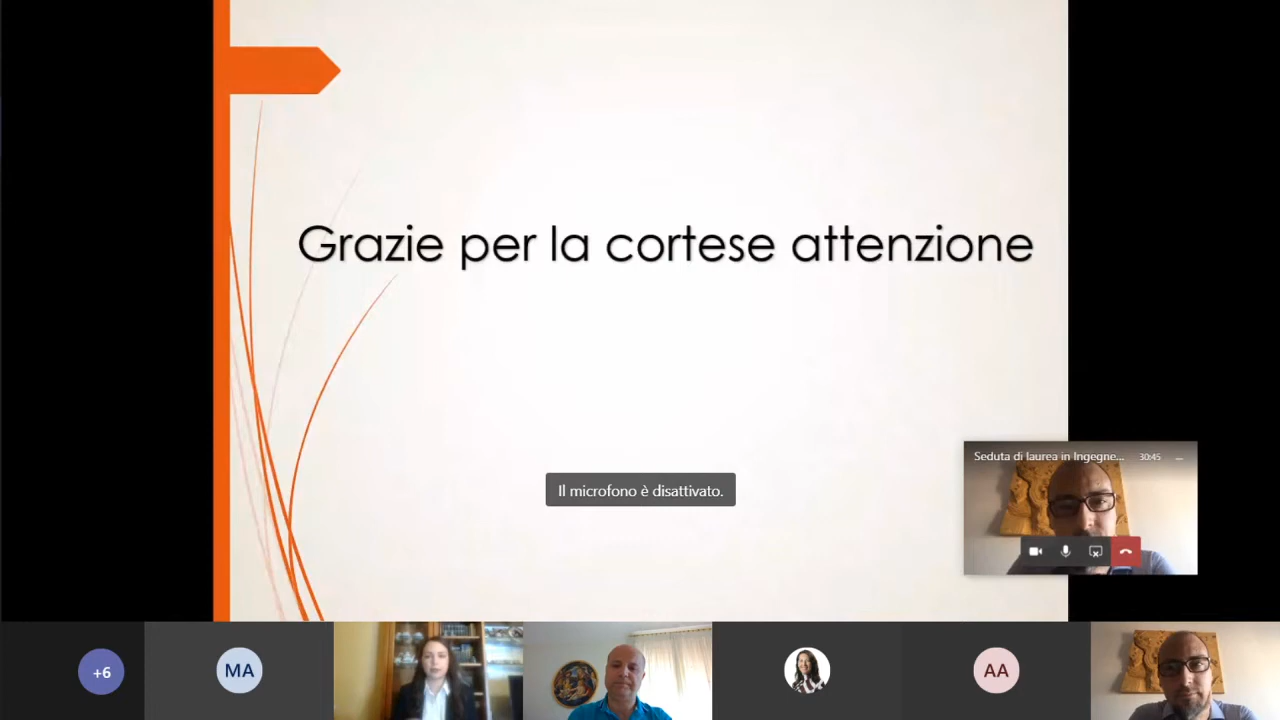 Grazie per la cortese attenzione
Seduta di laurea in Ingegne... 30:45
Il microfono è disattivato.
+6
MA
AA